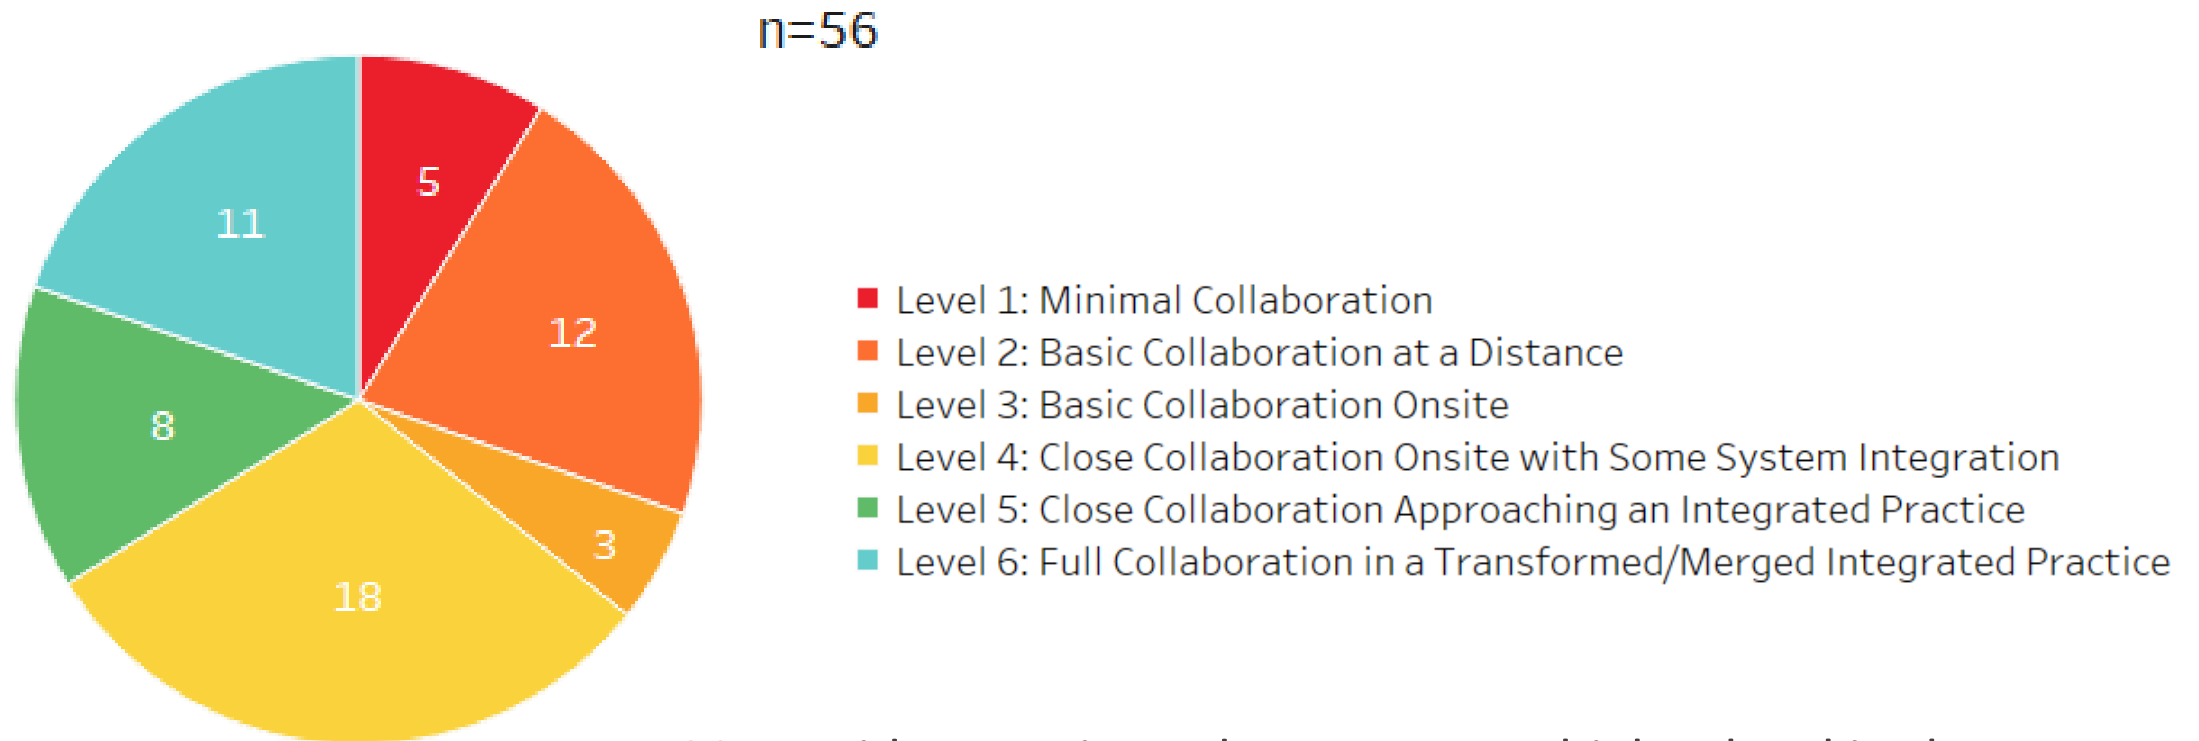 n=56
5
11
12
8
3
18
Level 1: Minimal Collaboration
Level 2: Basic Collaboration at a Distance
Level 3: Basic Collaboration Onsite
Level 4: Close Collaboration Onsite with Some System Integration
Level 5: Close Collaboration Approaching an Integrated Practice
Level 6: Full Collaboration in a Transformed/Merged Integrated Practice